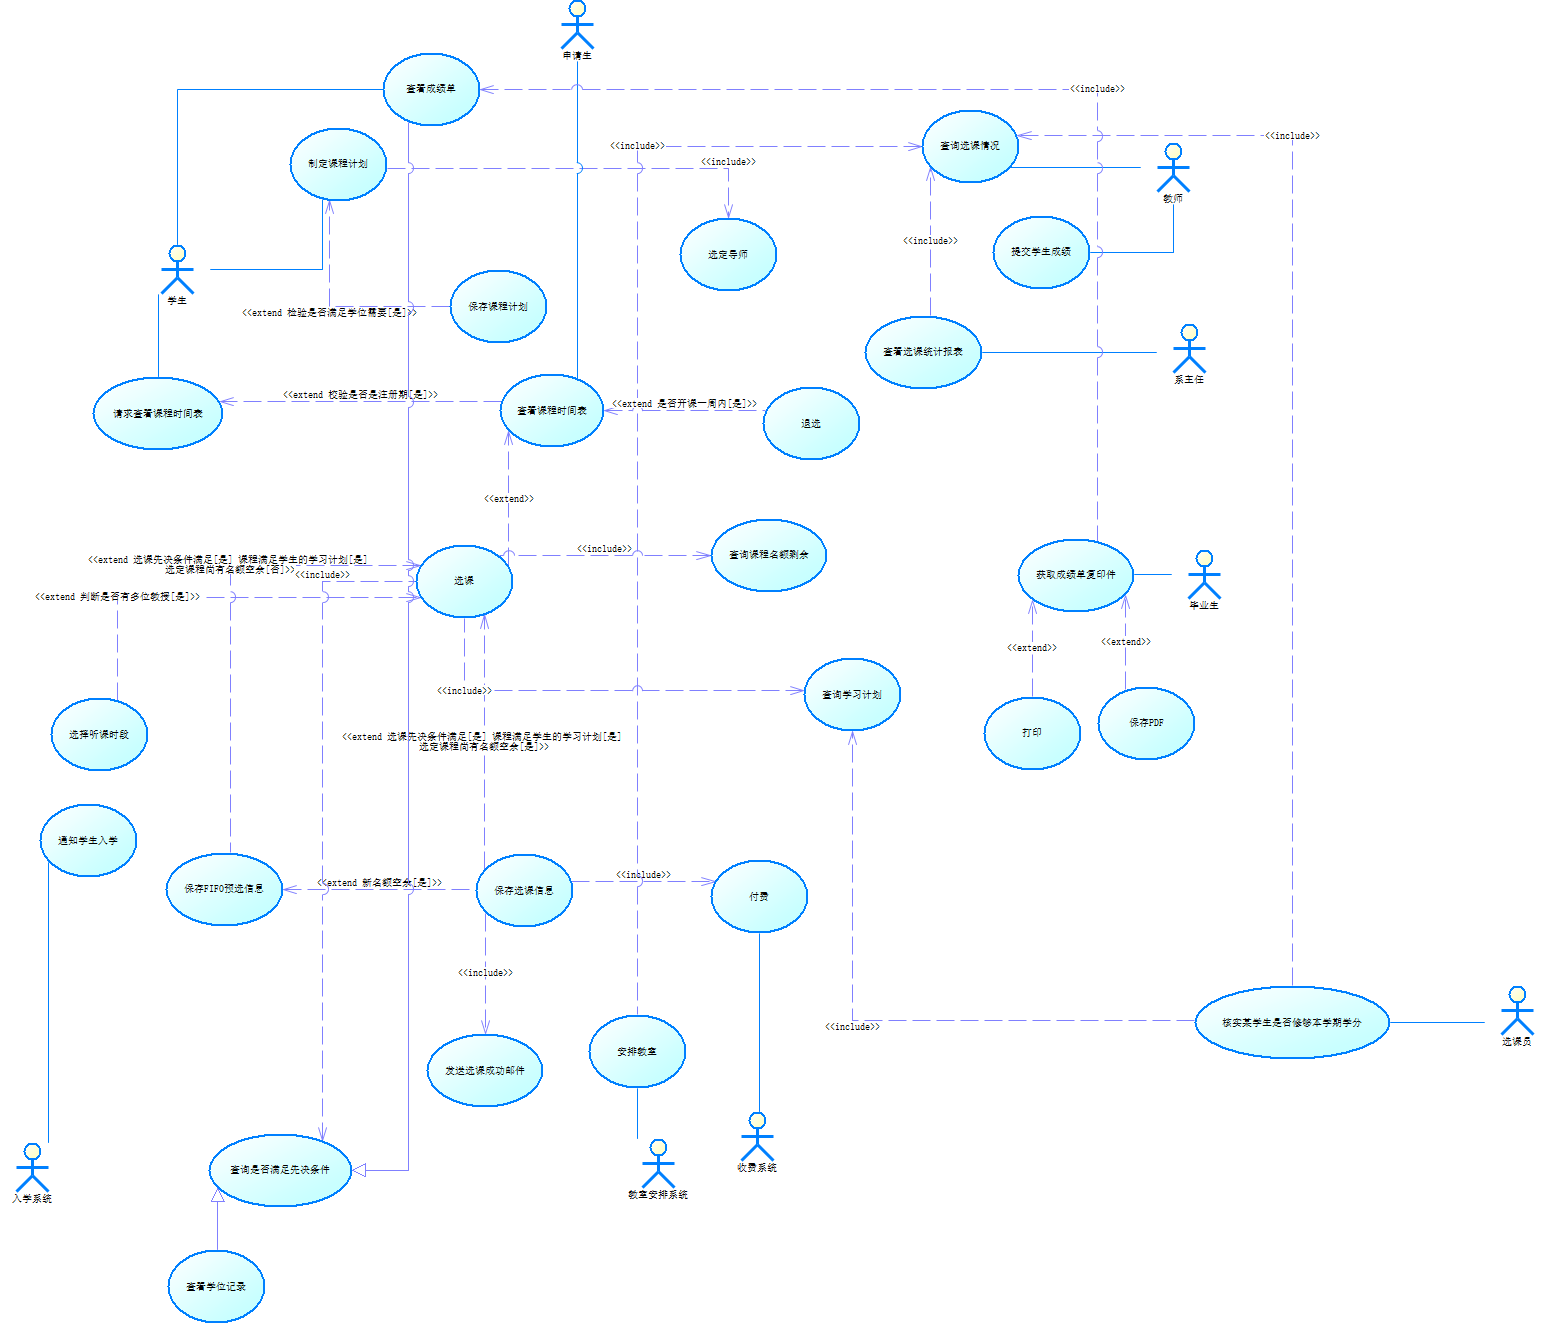 申请生
查看成绩单
<<include>>
制定课程计划
<<include>>
<<include>>
查询选课情况
<<include>>
教师
<<include>>
提交学生成绩
选定导师
学生
保存课程计划
<<extend 检验是否满足学位需要[是]>>
查看选课统计报表
系主任
请求查看课程时间表
<<extend 校验是否是注册期[是]>>
查看课程时间表
<<extend 是否开课一周内[是]>>
退选
<<extend>>
<<extend 选课先决条件满足[是] 课程满足学生的学习计划[是]
选定课程尚有名额空余[否]>>
<<include>>
选课
<<include>>
查询课程名额剩余
获取成绩单复印件
毕业生
<<extend 判断是否有多位教授[是]>>
<<extend>>
<<extend>>
<<include>>
查询学习计划
选择听课时段
<<extend 选课先决条件满足[是] 课程满足学生的学习计划[是]
选定课程尚有名额空余[是]>>
打印
保存PDF
通知学生入学
保存FIFO预选信息
<<extend 新名额空余[是]>>
保存选课信息
<<include>>
付费
<<include>>
<<include>>
核实某学生是否修够本学期学分
选课员
发送选课成功邮件
安排教室
查询是否满足先决条件
收费系统
教室安排系统
入学系统
查看学位记录